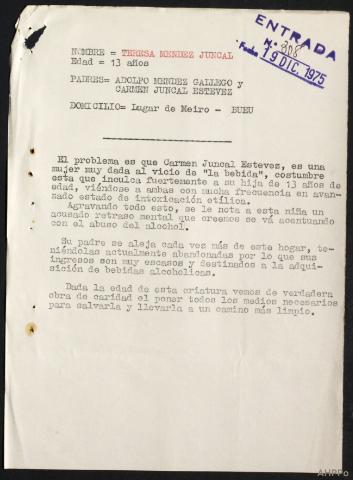 ENTRADA
N.º 808
Fecha 19 DIC. 1975
NOMBRE = TERESA MENDEZ JUNCAL
Edad = 13 años
PADRES= ADOLPO MENDEZ GALLEGO y
CARMEN JUNCAL ESTEVEZ
DOMICILIO= Lugar de Meiro - BUEU
El problema es que Carmen Juncal Estevez, es una
mujer muy dada al vicio de "la bebida", costumbre
esta que inculca fuertemente a su hija de 13 años de
edad, viéndose a ambas con mucha frecuencia en avan-
zado estado de intoxicación etílica.
Agravando todo esto, se le nota a esta niña un
acusado retraso mental que creemos se vá acentuando
con el abuso del alcohol.
Su padre se aleja cada vez más de este hogar, te-
niéndolas actualmente abandonadas por lo que sus
ingresos son muy escasos y destinados a la adqui-
sición de bebidas alcoholicas.
Dada la edad de esta criatura vemos de verdadera
obra de caridad el poner todos los medios necesarios
para salvarla y llevarla a un camino más limpio.
AHPPo